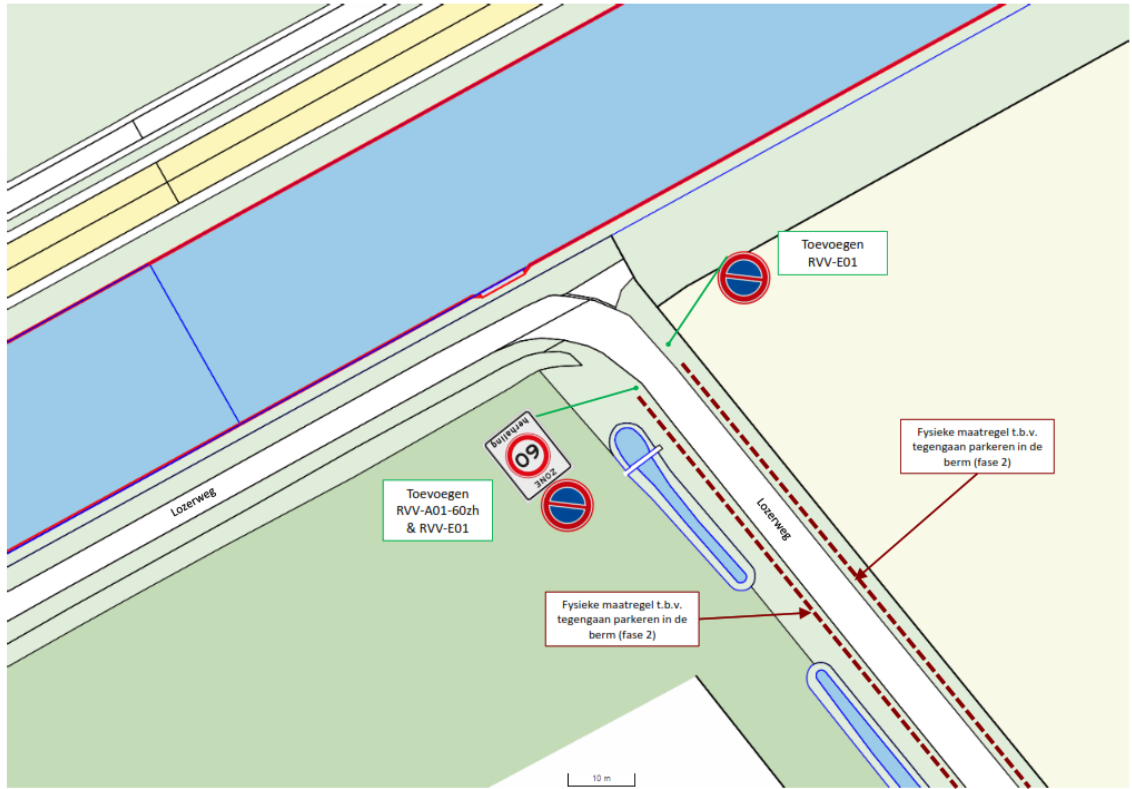 Toevoegen
RVV-E01
herhaling
60
ZONE
Toevoegen
RVV-A01-60zh
& RVV-E01
Lozerweg
Lozerweg
Fysieke maatregel t.b.v.
tegengaan parkeren in de
berm (fase 2)
Fysieke maatregel t.b.v.
tegengaan parkeren in de
berm (fase 2)
10 m